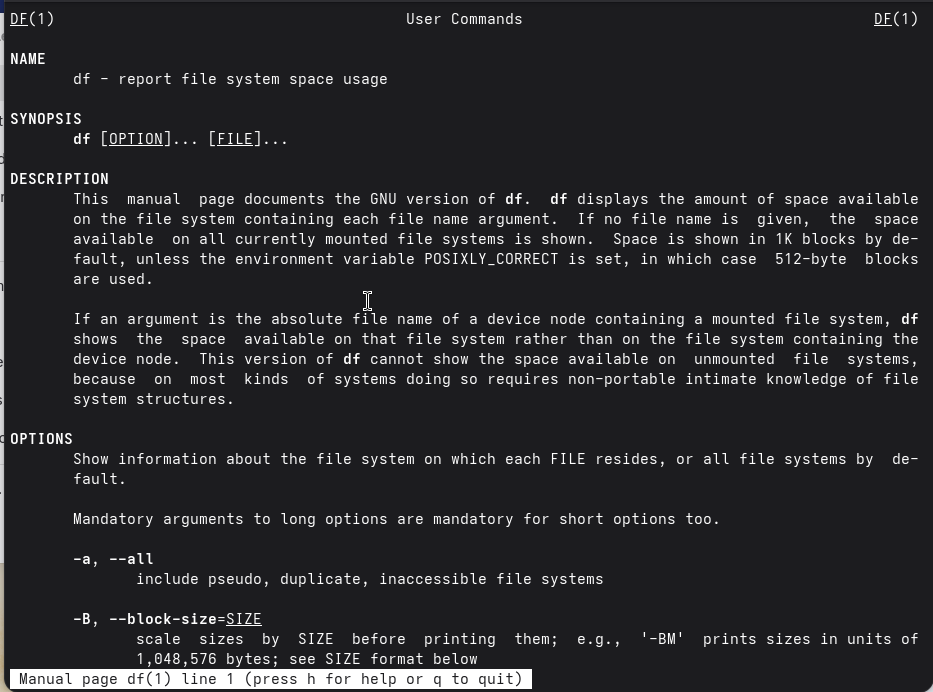 DF(1) User Commands DF(1)
NAME
df - report file system space usage
SYNOPSIS
df [OPTION]... [FILE]...
DESCRIPTION
This manual page documents the GNU version of df. df displays the amount of space available
on the file system containing each file name argument. If no file name is given, the space
available on all currently mounted file systems is shown. Space is shown in 1K blocks by de-
fault, unless the environment variable POSIXLY_CORRECT is set, in which case 512-byte blocks
are used.
If an argument is the absolute file name of a device node containing a mounted file system, df
shows the space available on that file system rather than on the file system containing the
device node. This version of df cannot show the space available on unmounted file systems,
because on most kinds of systems doing so requires non-portable intimate knowledge of file
system structures.
OPTIONS
Show information about the file system on which each FILE resides, or all file systems by de-
fault.
Mandatory arguments to long options are mandatory for short options too.
-a, --all
include pseudo, duplicate, inaccessible file systems
-B, --block-size=SIZE
scale sizes by SIZE before printing them; e.g., '-BM' prints sizes in units of
1,048,576 bytes; see SIZE format below
Manual page df(1) line 1 (press h for help or q to quit)